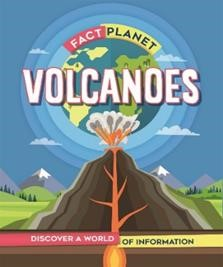 FACT PLANET
VOLCANOES
DISCOVER A WORLD
OF INFORMATION